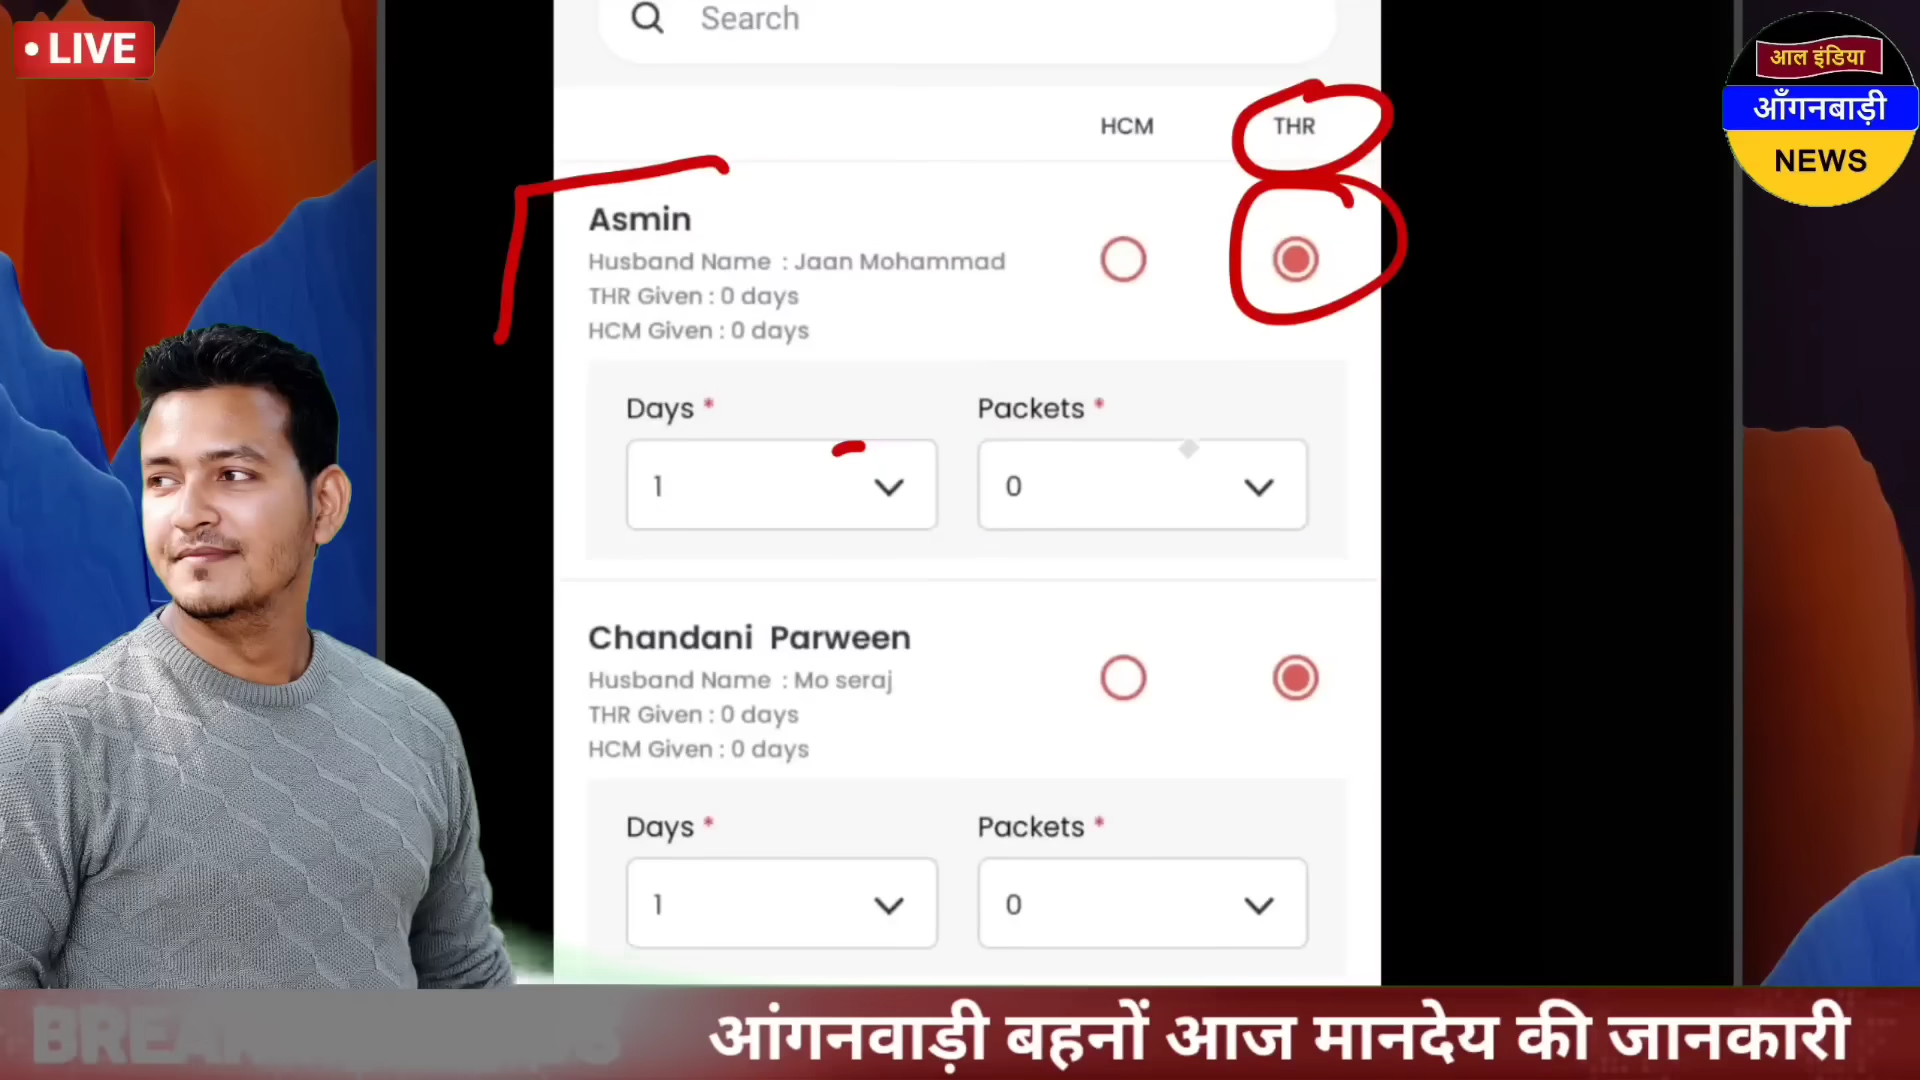 LIVE
Search
आल इंडिया
आँगनबाड़ी
NEWS
HCM THR
Asmin
Husband Name : Jaan Mohammad
THR Given : 0 days
HCM Given : 0 days
Days * Packets *
1 0
Chandani Parween
Husband Name : Mo seraj
THR Given : 0 days
HCM Given : 0 days
Days * Packets *
1 0
आंगनवाड़ी बहनों आज मानदेय की जानकारी